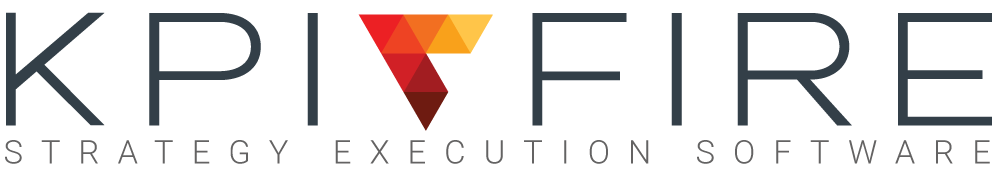 KPI FIRE
STRATEGY EXECUTION SOFTWARE